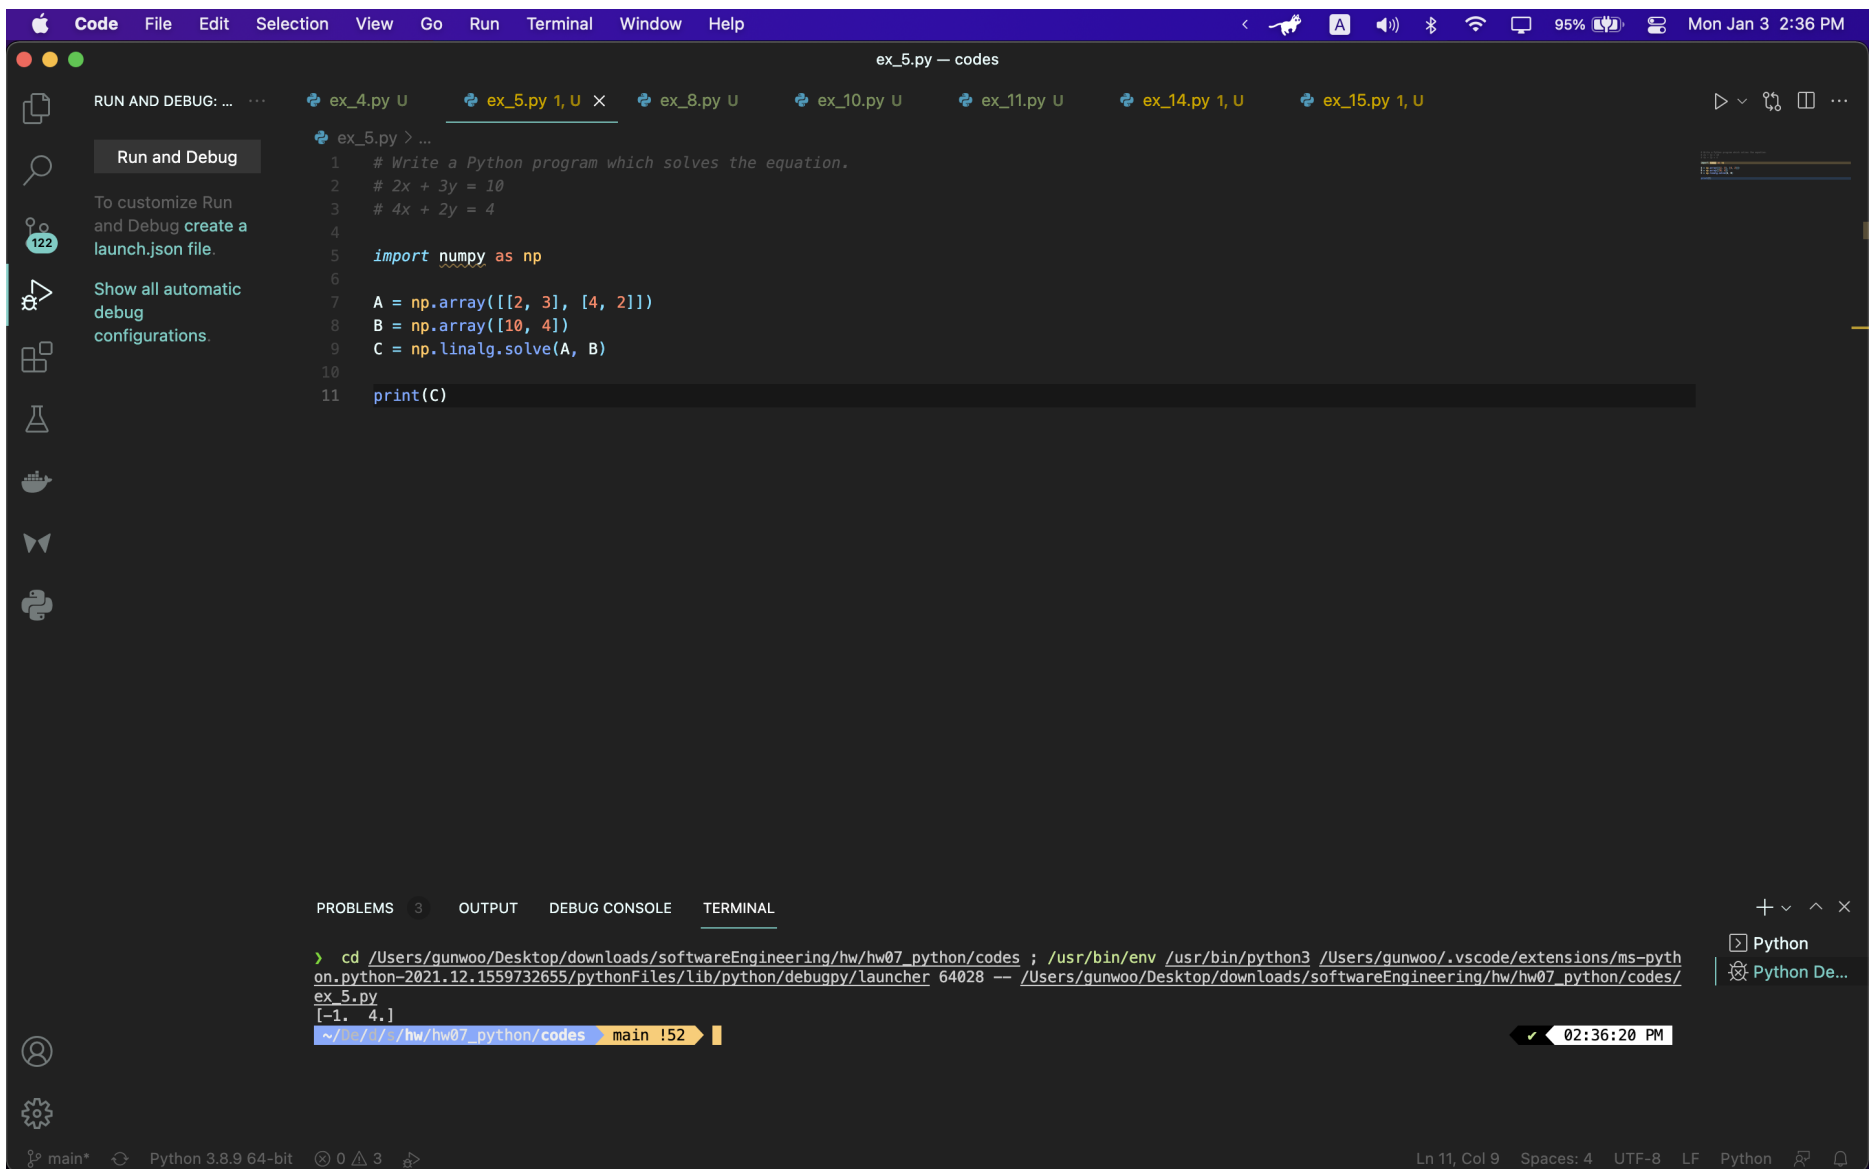 Code File Edit Selection View Go Run Terminal Window Help A 95% Mon Jan 3 2:36 PM
ex_5.py — codes
RUN AND DEBUG: ... ···
ex_4.py U ex_5.py 1, U ex_8.py U ex_10.py U ex_11.py U ex_14.py 1, U ex_15.py 1, U ···
Run and Debug
To customize Run
and Debug create a
launch.json file.
Show all automatic
debug
configurations.
122
ex_5.py > ...
1 # Write a Python program which solves the equation.
2 # 2x + 3y = 10
3 # 4x + 2y = 4
4
5 import numpy as np
6
7 A = np.array([[2, 3], [4, 2]])
8 B = np.array([10, 4])
9 C = np.linalg.solve(A, B)
10
11 print(C)
PROBLEMS 3 OUTPUT DEBUG CONSOLE TERMINAL
❯ cd /Users/gunwoo/Desktop/downloads/softwareEngineering/hw/hw07_python/codes ; /usr/bin/env /usr/bin/python3 /Users/gunwoo/.vscode/extensions/ms-pyth
on.python-2021.12.1559732655/pythonFiles/lib/python/debugpy/launcher 64028 -- /Users/gunwoo/Desktop/downloads/softwareEngineering/hw/hw07_python/codes/
ex_5.py
[-1.  4.]
~/De/d/s/hw/hw07_python/codes main !52 ✔ 02:36:20 PM
Python
Python De...
main* Python 3.8.9 64-bit 0 3 Ln 11, Col 9 Spaces: 4 UTF-8 LF Python